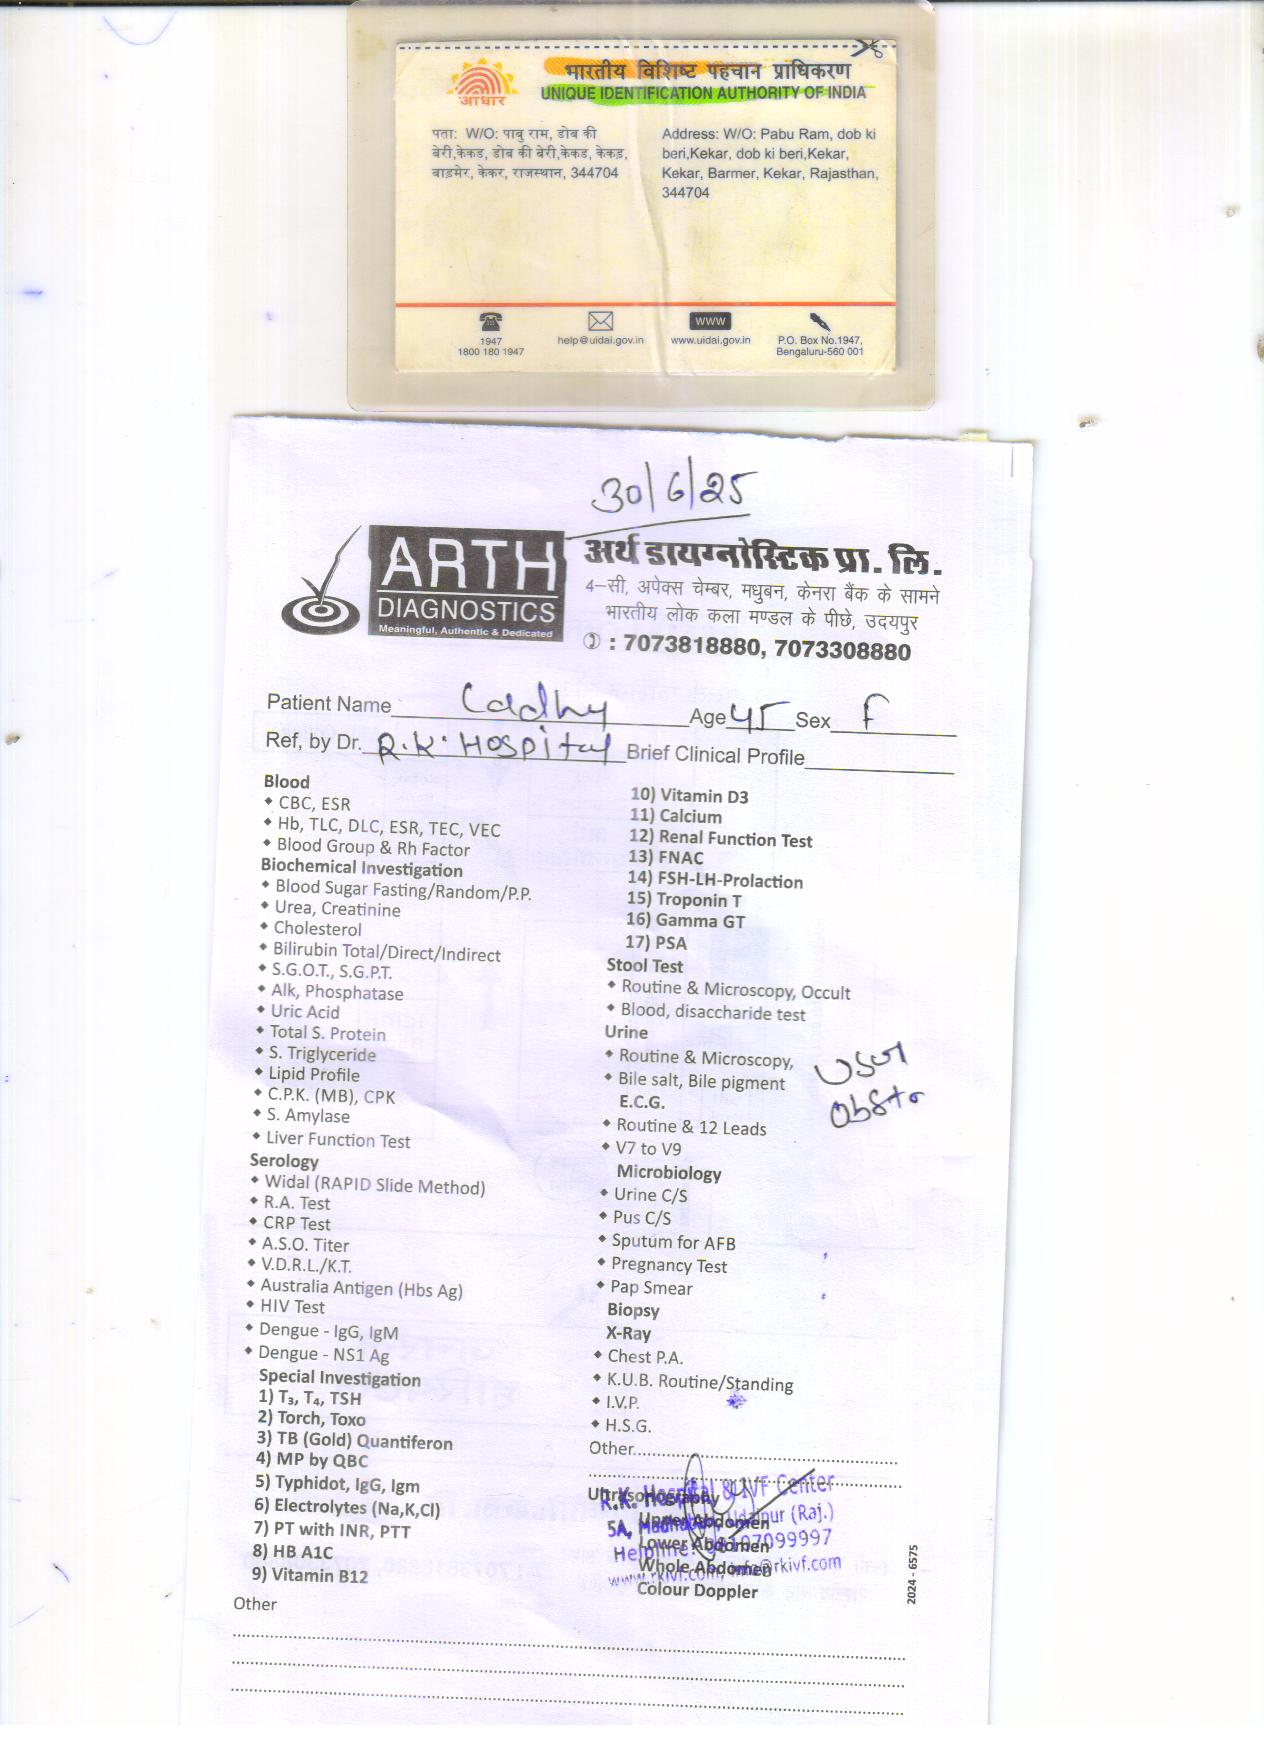 भारतीय विशिष्ट पहचान प्राधिकरण
UNIQUE IDENTIFICATION AUTHORITY OF INDIA
आधार
पता: W/O: पाबु राम, डोब की
बेरी,केकड, डोब की बेरी,केकड, केकड़,
बाड़मेर, केकर, राजस्थान, 344704
Address: W/O: Pabu Ram, dob ki
beri,Kekar, dob ki beri,Kekar,
Kekar, Barmer, Kekar, Rajasthan,
344704
1947
1800 180 1947
help@uidai.gov.in
www
www.uidai.gov.in
P.O. Box No.1947,
Bengaluru-560 001
30/6/25
ARTH
DIAGNOSTICS
Meaningful, Authentic & Dedicated
अर्थ डायग्नोस्टिक प्रा. लि.
4–सी, अपेक्स चेम्बर, मधुबन, केनरा बैंक के सामने
भारतीय लोक कला मण्डल के पीछे, उदयपुर
: 7073818880, 7073308880
Patient Name Age 45 Sex F
Ref, by Dr. R.K. Hospital Brief Clinical Profile
Blood
CBC, ESR
Hb, TLC, DLC, ESR, TEC, VEC
Blood Group & Rh Factor
Biochemical Investigation
Blood Sugar Fasting/Random/P.P.
Urea, Creatinine
Cholesterol
Bilirubin Total/Direct/Indirect
S.G.O.T., S.G.P.T.
Alk, Phosphatase
Uric Acid
Total S. Protein
S. Triglyceride
Lipid Profile
C.P.K. (MB), CPK
S. Amylase
Liver Function Test
Serology
Widal (RAPID Slide Method)
R.A. Test
CRP Test
A.S.O. Titer
V.D.R.L./K.T.
Australia Antigen (Hbs Ag)
HIV Test
Dengue - IgG, IgM
Dengue - NS1 Ag
Special Investigation
1) T₃, T₄, TSH
2) Torch, Toxo
3) TB (Gold) Quantiferon
4) MP by QBC
5) Typhidot, IgG, Igm
6) Electrolytes (Na,K,Cl)
7) PT with INR, PTT
8) HB A1C
9) Vitamin B12
Other
10) Vitamin D3
11) Calcium
12) Renal Function Test
13) FNAC
14) FSH-LH-Prolaction
15) Troponin T
16) Gamma GT
17) PSA
Stool Test
Routine & Microscopy, Occult
Blood, disaccharide test
Urine
Routine & Microscopy,
Bile salt, Bile pigment
E.C.G.
Routine & 12 Leads
V7 to V9
Microbiology
Urine C/S
Pus C/S
Sputum for AFB
Pregnancy Test
Pap Smear
Biopsy
X-Ray
Chest P.A.
K.U.B. Routine/Standing
I.V.P.
H.S.G.
Other
USG
Obstr
Ultrasonography
Upper Abdomen
Lower Abdomen
Whole Abdomen
Colour Doppler
R.K. Hospital & IVF Center
5A, Udaipur (Raj.)
Helpline:
www.rkivf.com, info@rkivf.com
2024 - 6575